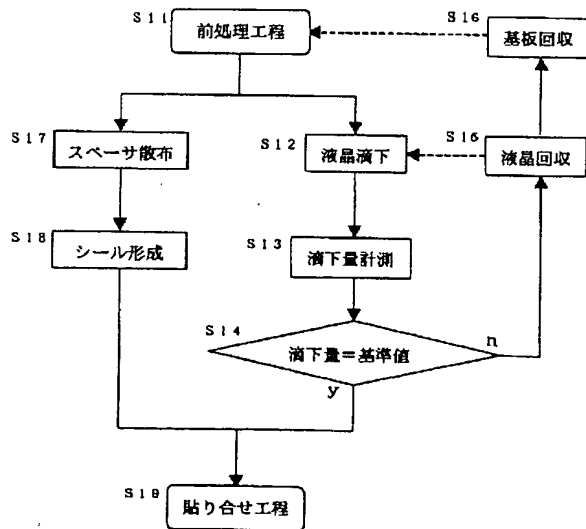 S11
前処理工程
S16
基板回収
S17
スペーサ散布
S12
液晶滴下
S15
液晶回収
S18
シール形成
S13
滴下量計測
S14
滴下量＝基準値
n
y
S19
貼り合せ工程